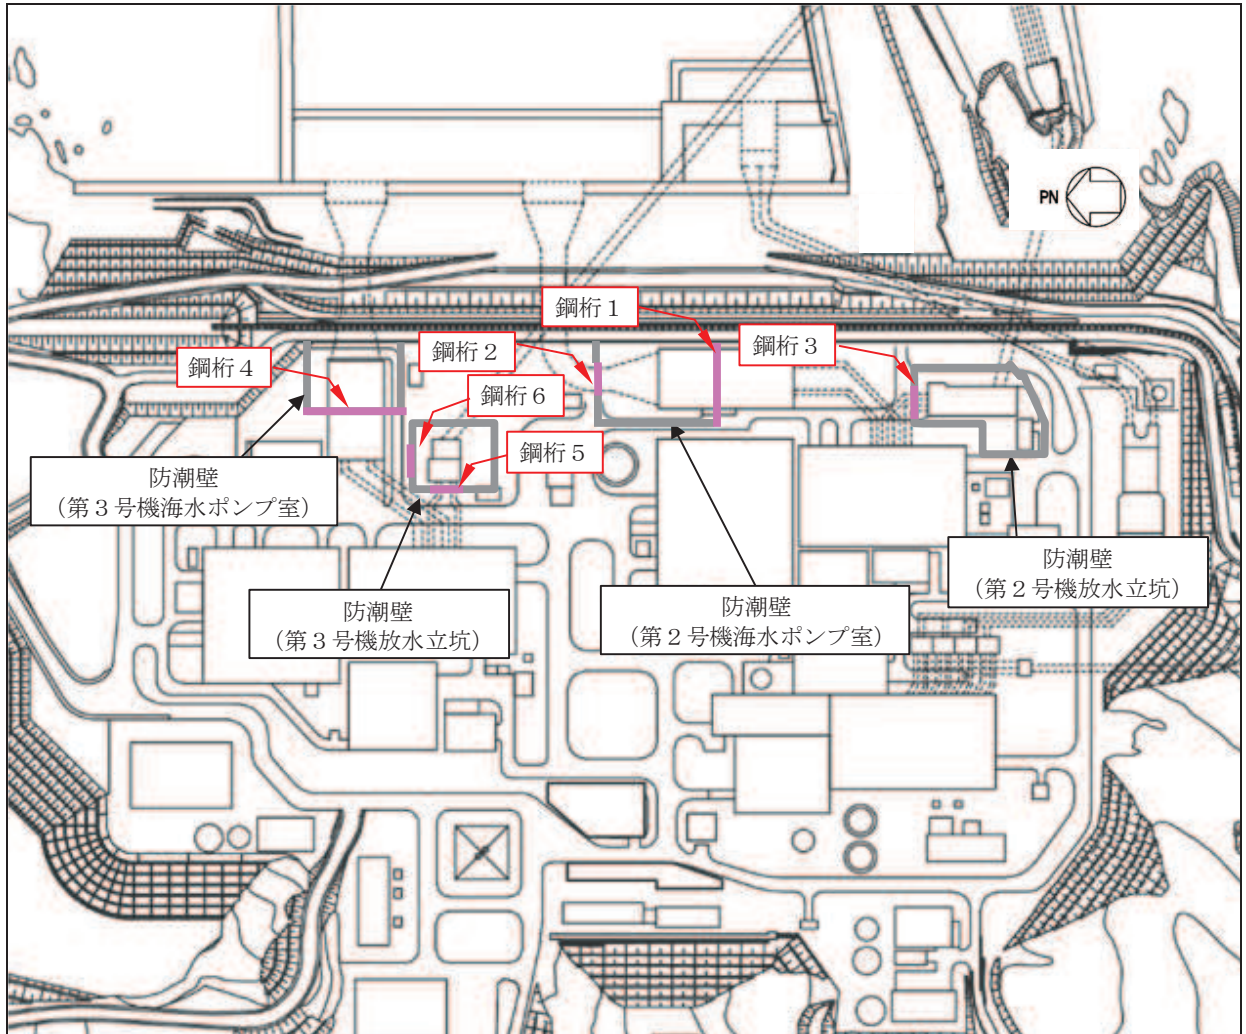 PN
鋼桁１
鋼桁２
鋼桁３
鋼桁４
鋼桁６
鋼桁５
防潮壁
（第３号機海水ポンプ室）
防潮壁
（第２号機放水立坑）
防潮壁
（第３号機放水立坑）
防潮壁
（第２号機海水ポンプ室）